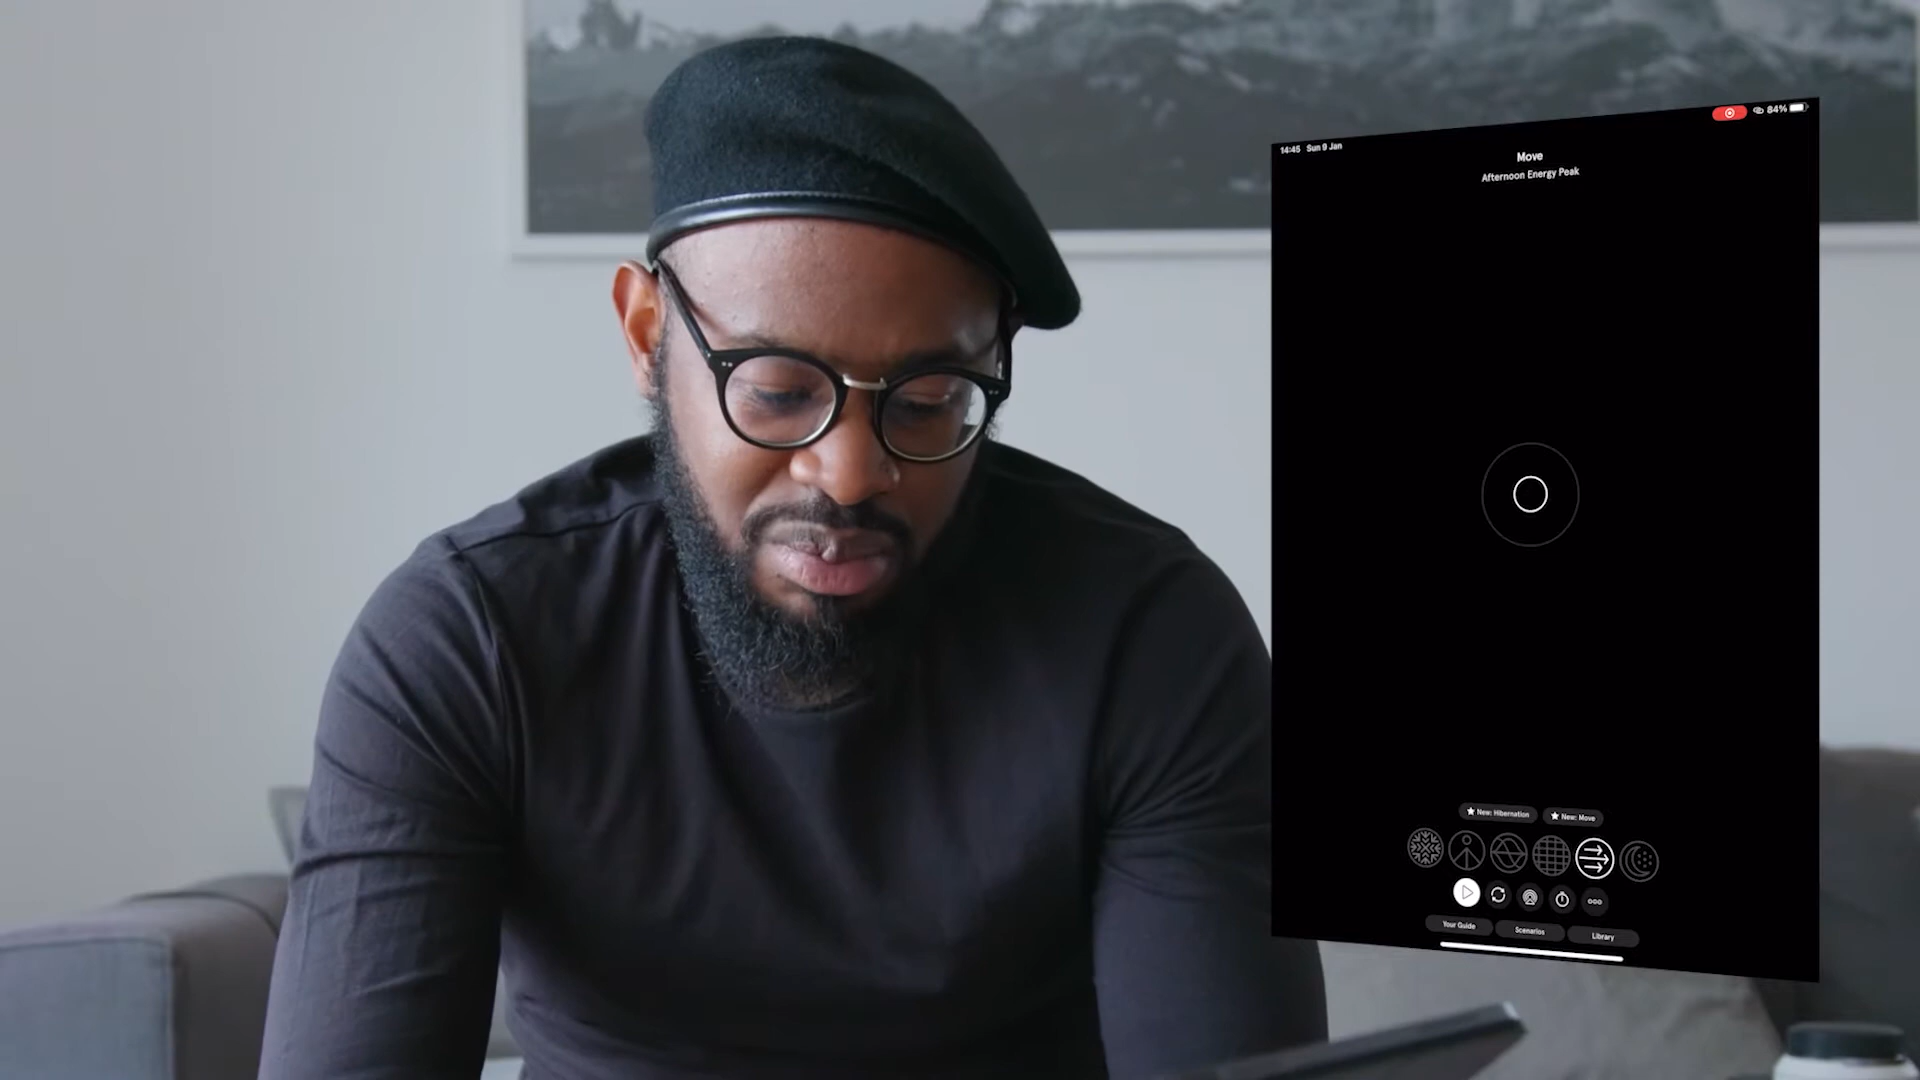 14:45 Sun 9 Jan
84%
Move
Afternoon Energy Peak
New: Hibernation
New: Move
Your Guide
Scenarios
Library